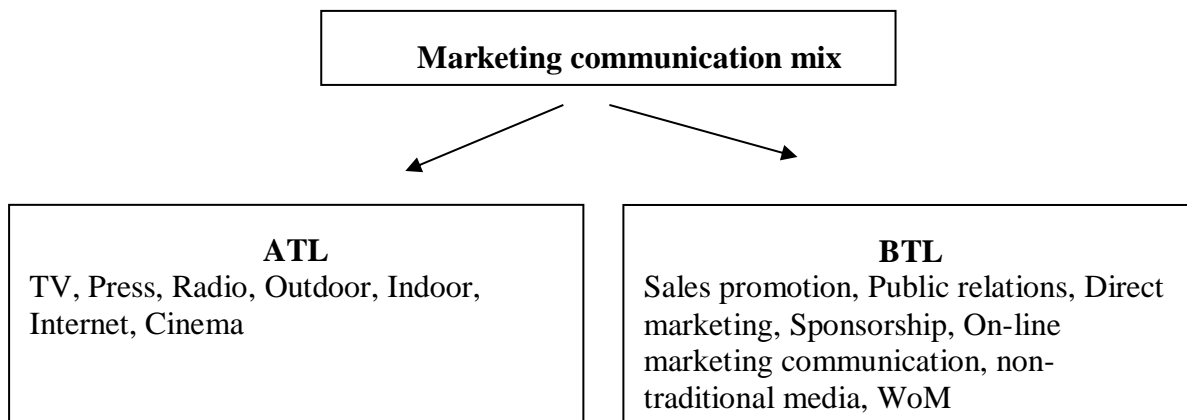 Marketing communication mix
ATL
TV, Press, Radio, Outdoor, Indoor,
Internet, Cinema
BTL
Sales promotion, Public relations, Direct
marketing, Sponsorship, On-line
marketing communication, non-
traditional media, WoM